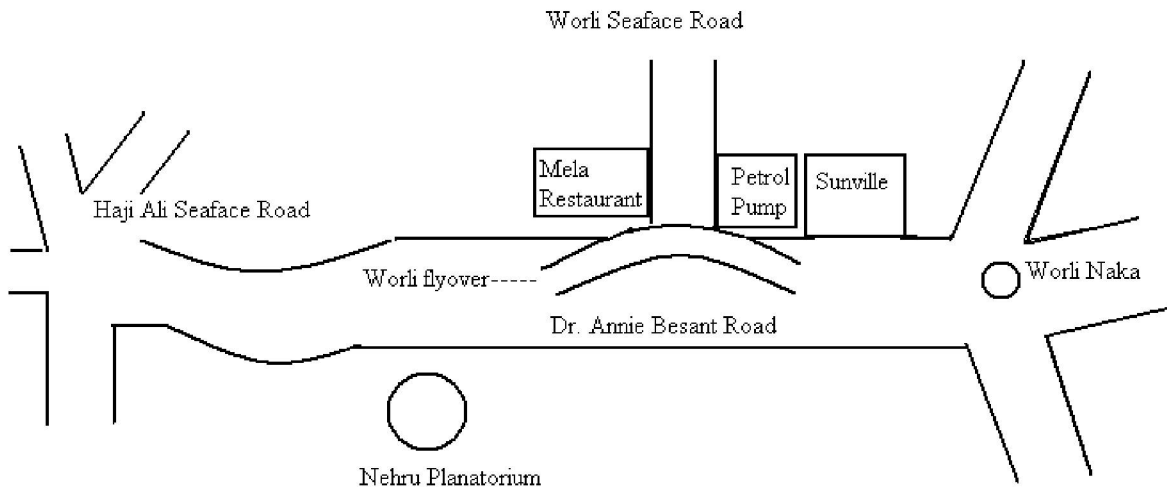 Worli Seaface Road
Mela
Restaurant
Petrol
Pump
Sunville
Haji Ali Seaface Road
Worli flyover-----
Worli Naka
Dr. Annie Besant Road
Nehru Planatorium